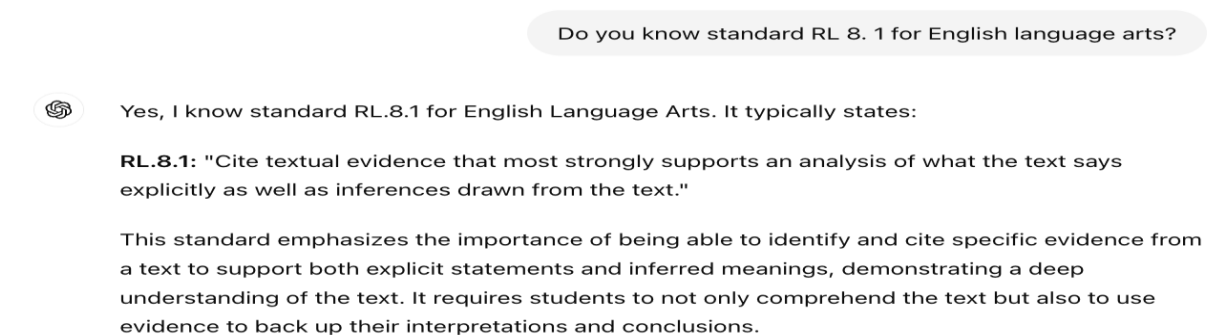 Do you know standard RL 8. 1 for English language arts?
Yes, I know standard RL.8.1 for English Language Arts. It typically states:
RL.8.1: "Cite textual evidence that most strongly supports an analysis of what the text says
explicitly as well as inferences drawn from the text."
This standard emphasizes the importance of being able to identify and cite specific evidence from
a text to support both explicit statements and inferred meanings, demonstrating a deep
understanding of the text. It requires students to not only comprehend the text but also to use
evidence to back up their interpretations and conclusions.